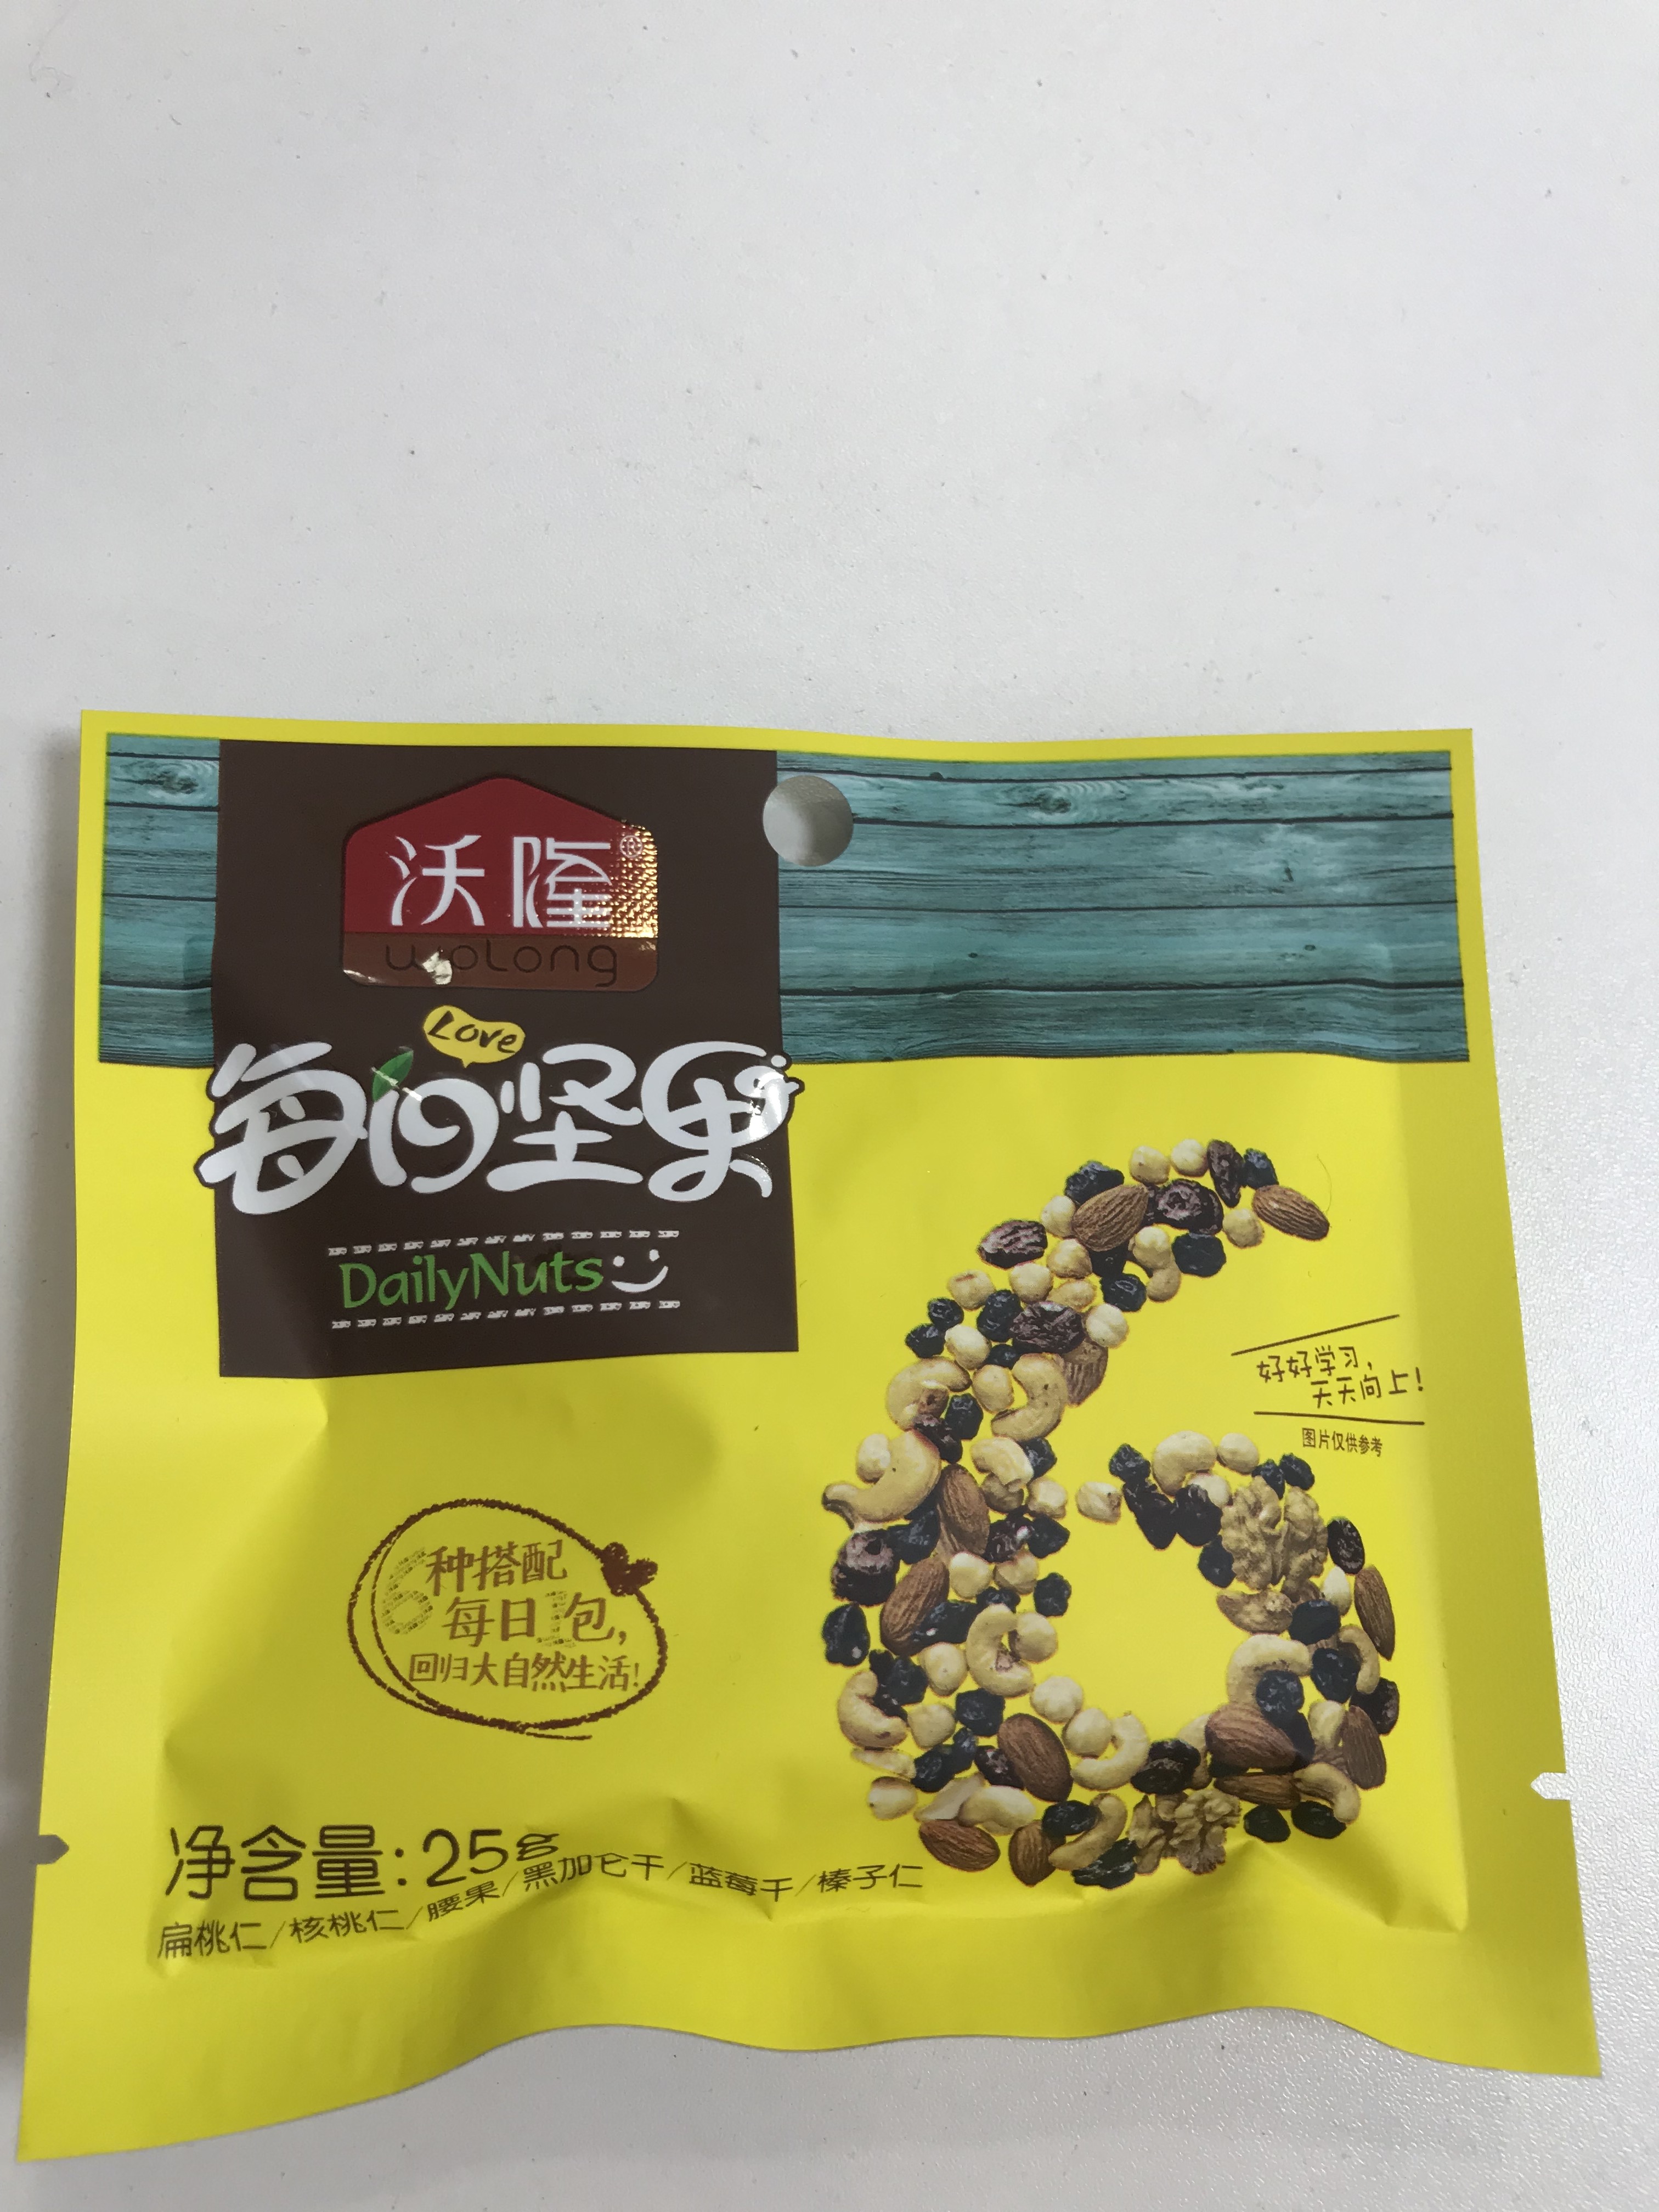 沃隆®
woLong
Love
每日坚果
DailyNuts
好好学习,
天天向上!
图片仅供参考
6种搭配
每日1包,
回归大自然生活!
净含量:25g
扁桃仁/核桃仁/腰果/黑加仑干/蓝莓干/榛子仁